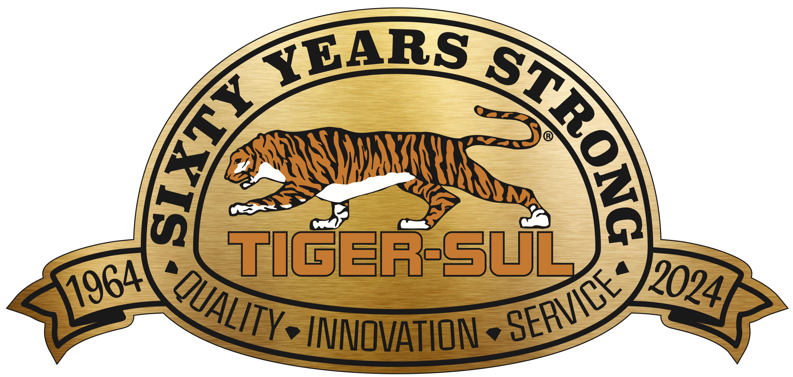 SIXTY YEARS STRONG
®
TIGER-SUL
1964
2024
QUALITY ♦ INNOVATION ♦ SERVICE